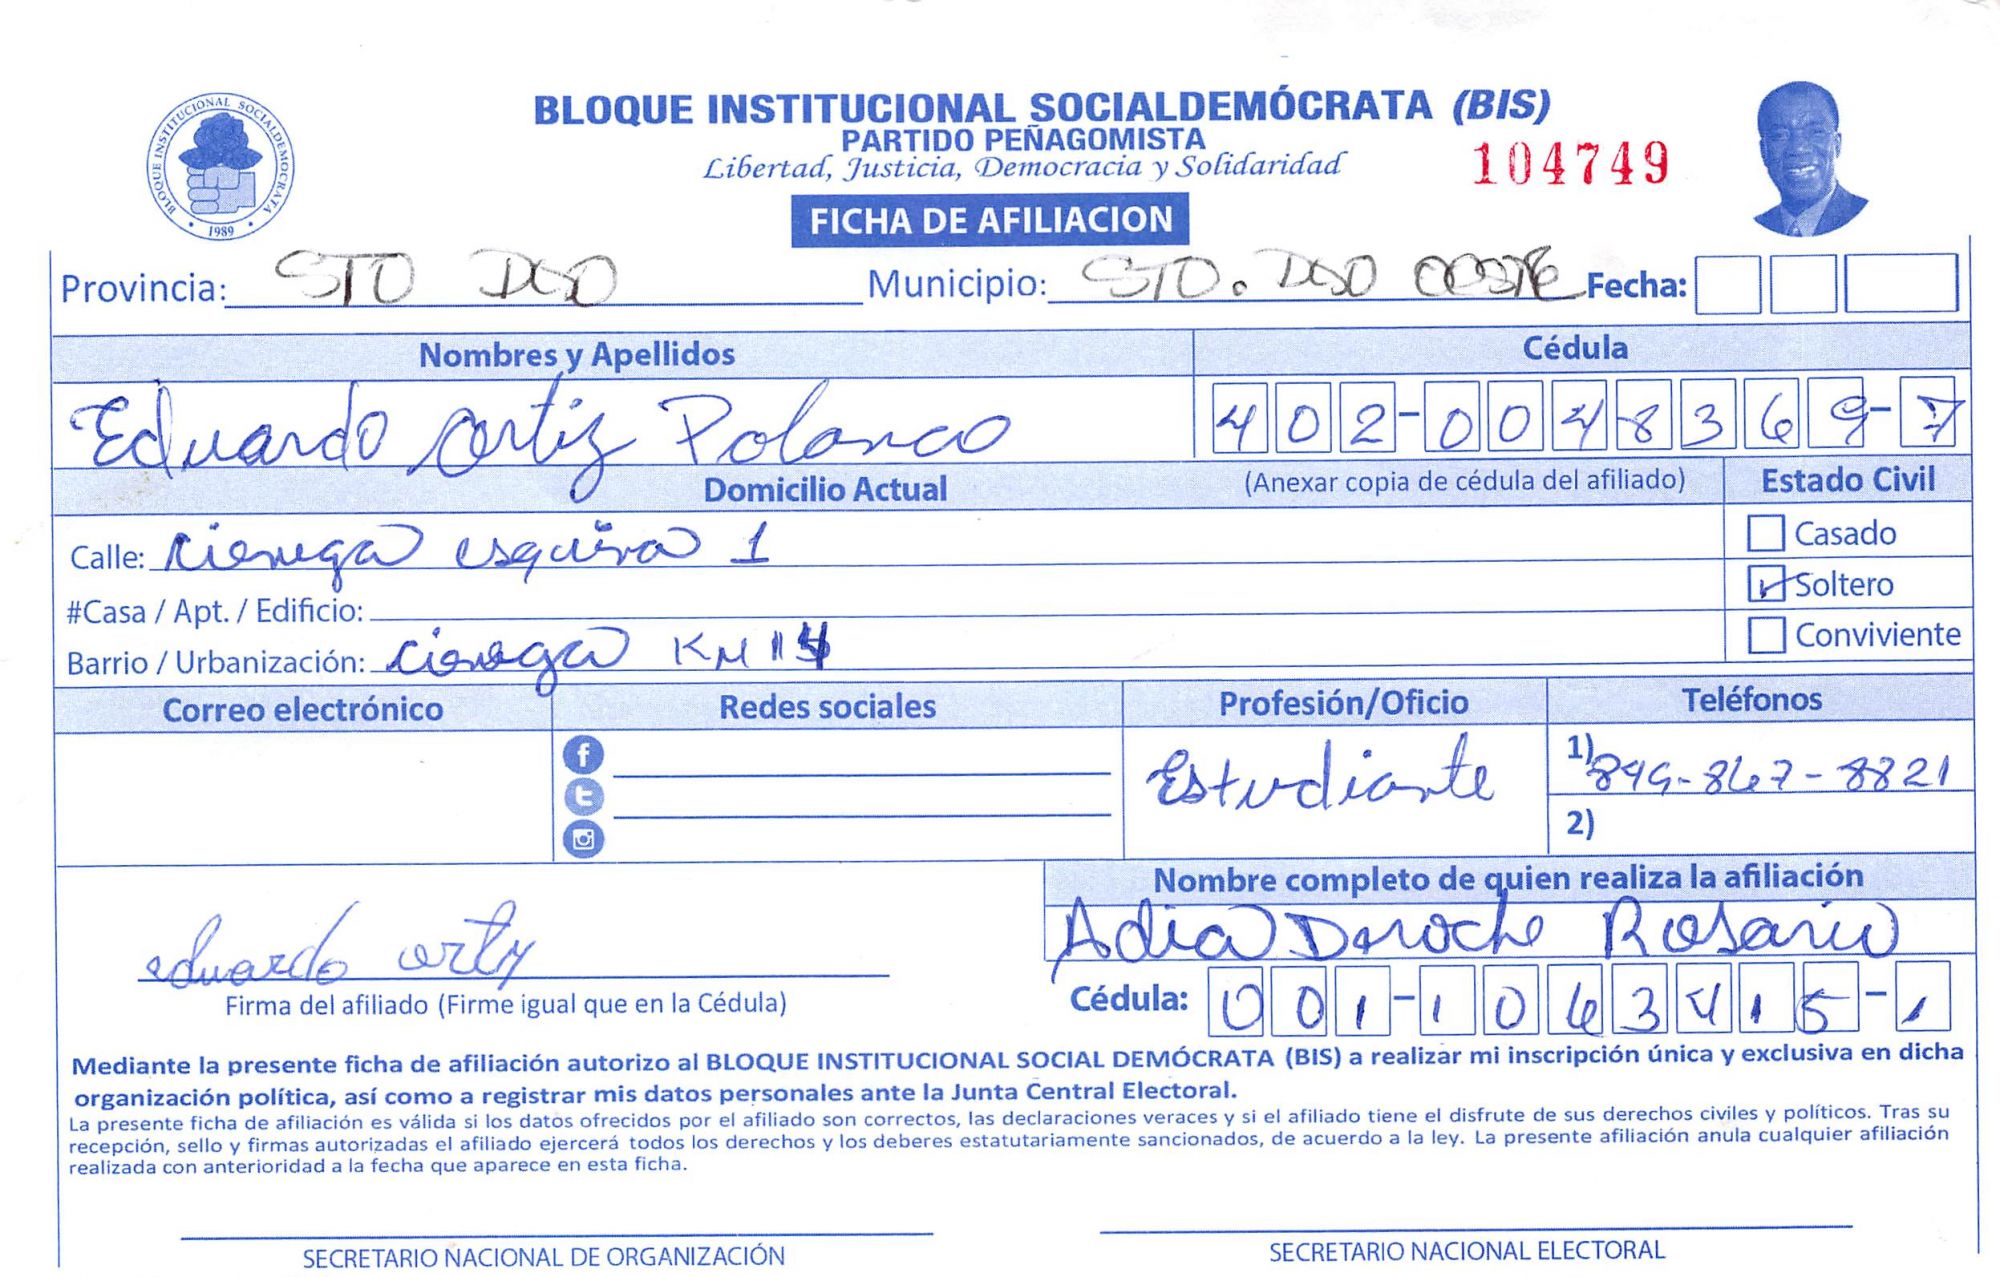 BLOQUE INSTITUCIONAL SOCIALDEMÓCRATA (BIS)
PARTIDO PEÑAGOMISTA
Libertad, Justicia, Democracia y Solidaridad
104749
BLOQUE INSTITUCIONAL SOCIALDEMOCRATA
1989
FICHA DE AFILIACION
Provincia: STO DGO Municipio: STO. DGO OESTE Fecha:
Nombres y Apellidos Cédula
Eduardo Ortiz Polanco 402-0048369-7
Domicilio Actual (Anexar copia de cédula del afiliado) Estado Civil
Calle: cienega esquina 1 Casado
#Casa / Apt. / Edificio: Soltero
Barrio / Urbanización: cienega KM 14 Conviviente
Correo electrónico Redes sociales Profesión/Oficio Teléfonos
Estudiante 1) 849-867-8821
2)
Nombre completo de quien realiza la afiliación
Adia Deroche Rosario
eduardo orty
Firma del afiliado (Firme igual que en la Cédula) Cédula: 001-1063415-1
Mediante la presente ficha de afiliación autorizo al BLOQUE INSTITUCIONAL SOCIAL DEMÓCRATA (BIS) a realizar mi inscripción única y exclusiva en dicha
organización política, así como a registrar mis datos personales ante la Junta Central Electoral.
La presente ficha de afiliación es válida si los datos ofrecidos por el afiliado son correctos, las declaraciones veraces y si el afiliado tiene el disfrute de sus derechos civiles y políticos. Tras su
recepción, sello y firmas autorizadas el afiliado ejercerá todos los derechos y los deberes estatutariamente sancionados, de acuerdo a la ley. La presente afiliación anula cualquier afiliación
realizada con anterioridad a la fecha que aparece en esta ficha.
SECRETARIO NACIONAL DE ORGANIZACIÓN SECRETARIO NACIONAL ELECTORAL